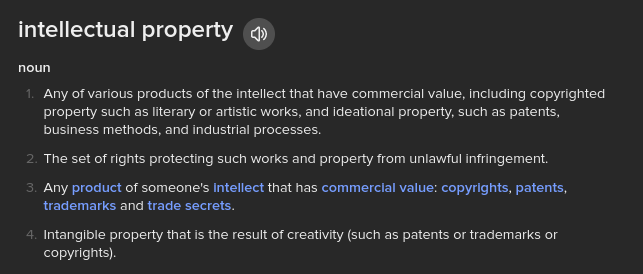 intellectual property
noun
1. Any of various products of the intellect that have commercial value, including copyrighted
property such as literary or artistic works, and ideational property, such as patents,
business methods, and industrial processes.
2. The set of rights protecting such works and property from unlawful infringement.
3. Any product of someone's intellect that has commercial value: copyrights, patents,
trademarks and trade secrets.
4. Intangible property that is the result of creativity (such as patents or trademarks or
copyrights).